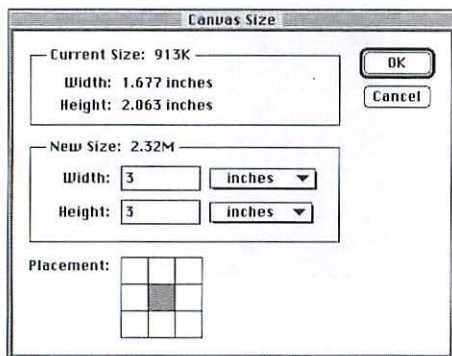 Canvas Size
Current Size: 913K
Width: 1.677 inches
Height: 2.063 inches
OK
Cancel
New Size: 2.32M
Width: 3 inches
Height: 3 inches
Placement: